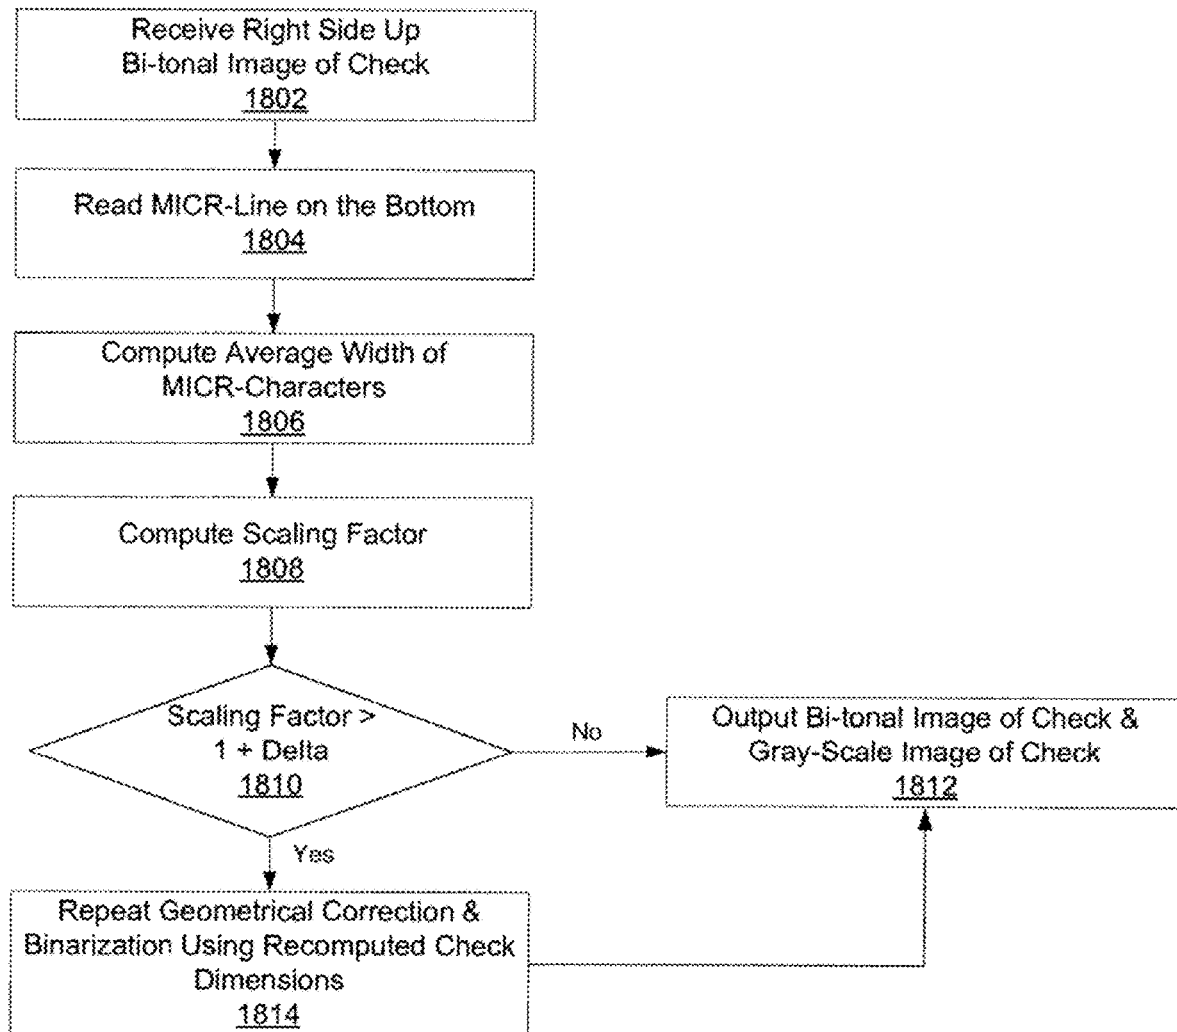 Receive Right Side Up
Bi-tonal Image of Check
1802
Read MICR-Line on the Bottom
1804
Compute Average Width of
MICR-Characters
1806
Compute Scaling Factor
1808
Scaling Factor >
1 + Delta
1810
No
Output Bi-tonal Image of Check &
Gray-Scale Image of Check
1812
Yes
Repeat Geometrical Correction &
Binarization Using Recomputed Check
Dimensions
1814